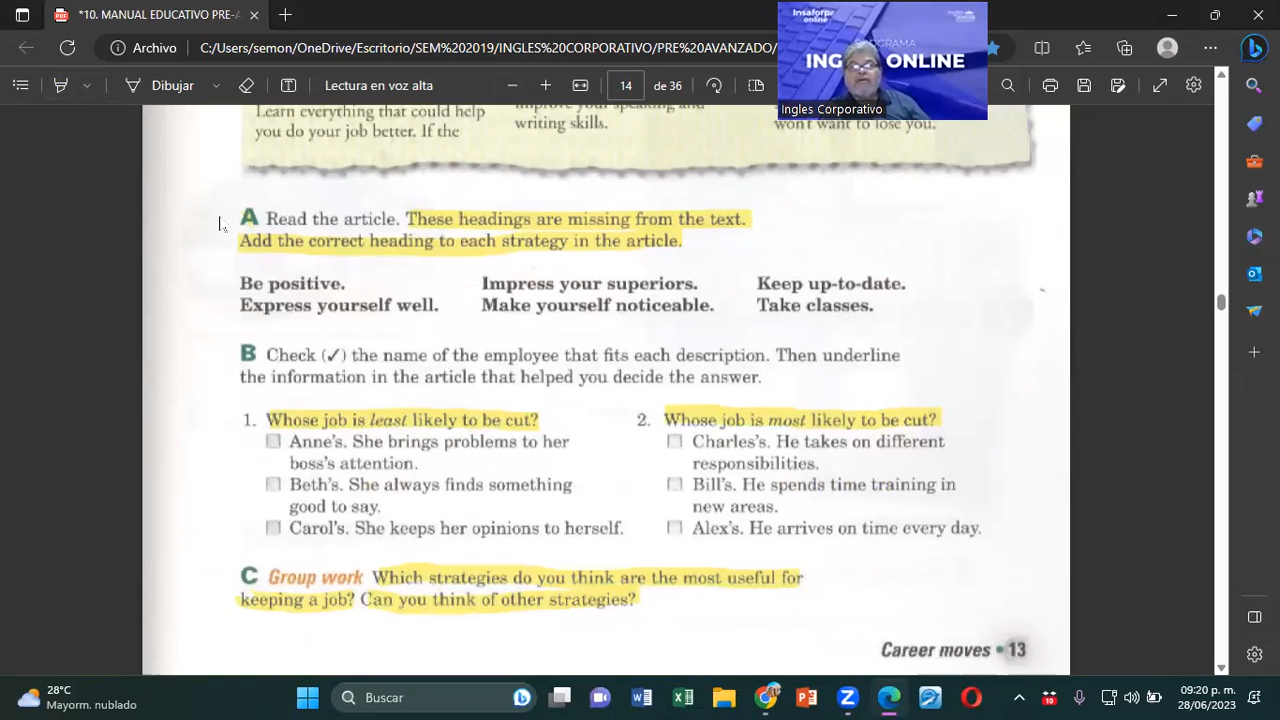 *10 MANUAL EDUCATIVO PRE-A
Archivo C:/Users/semor/OneDrive/Escritorio/SEM%202019/INGLES%20CORPORATIVO/PRE%20AVANZADO/
Dibujar Lectura en voz alta 14 de 36
Insaforp
online
PROGRAMA
ING ONLINE
Ingles Corporativo
Learn everything that could help
you do your job better. If the
improve your speaking and
writing skills.
won't want to lose you.
A Read the article. These headings are missing from the text.
Add the correct heading to each strategy in the article.
Be positive. Impress your superiors. Keep up-to-date.
Express yourself well. Make yourself noticeable. Take classes.
B Check (✓) the name of the employee that fits each description. Then underline
the information in the article that helped you decide the answer.
1. Whose job is least likely to be cut?
Anne's. She brings problems to her
boss's attention.
Beth's. She always finds something
good to say.
Carol's. She keeps her opinions to herself.
2. Whose job is most likely to be cut?
Charles's. He takes on different
responsibilities.
Bill's. He spends time training in
new areas.
Alex's. He arrives on time every day.
C Group work Which strategies do you think are the most useful for
keeping a job? Can you think of other strategies?
Career moves • 13
28°C
Mayorm. nublado
Buscar
09:20 p. m.
28/06/2023